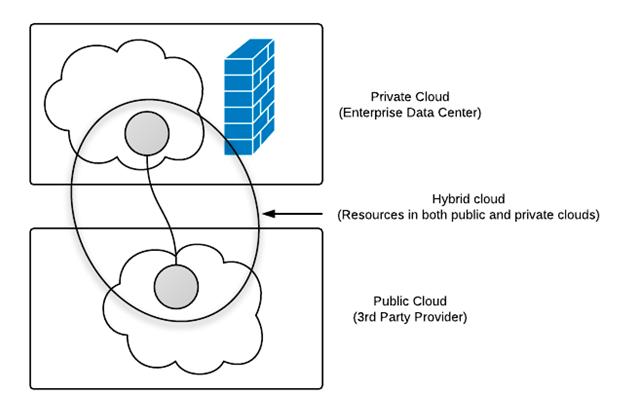 Private Cloud
(Enterprise Data Center)
Hybrid cloud
(Resources in both public and private clouds)
Public Cloud
(3rd Party Provider)